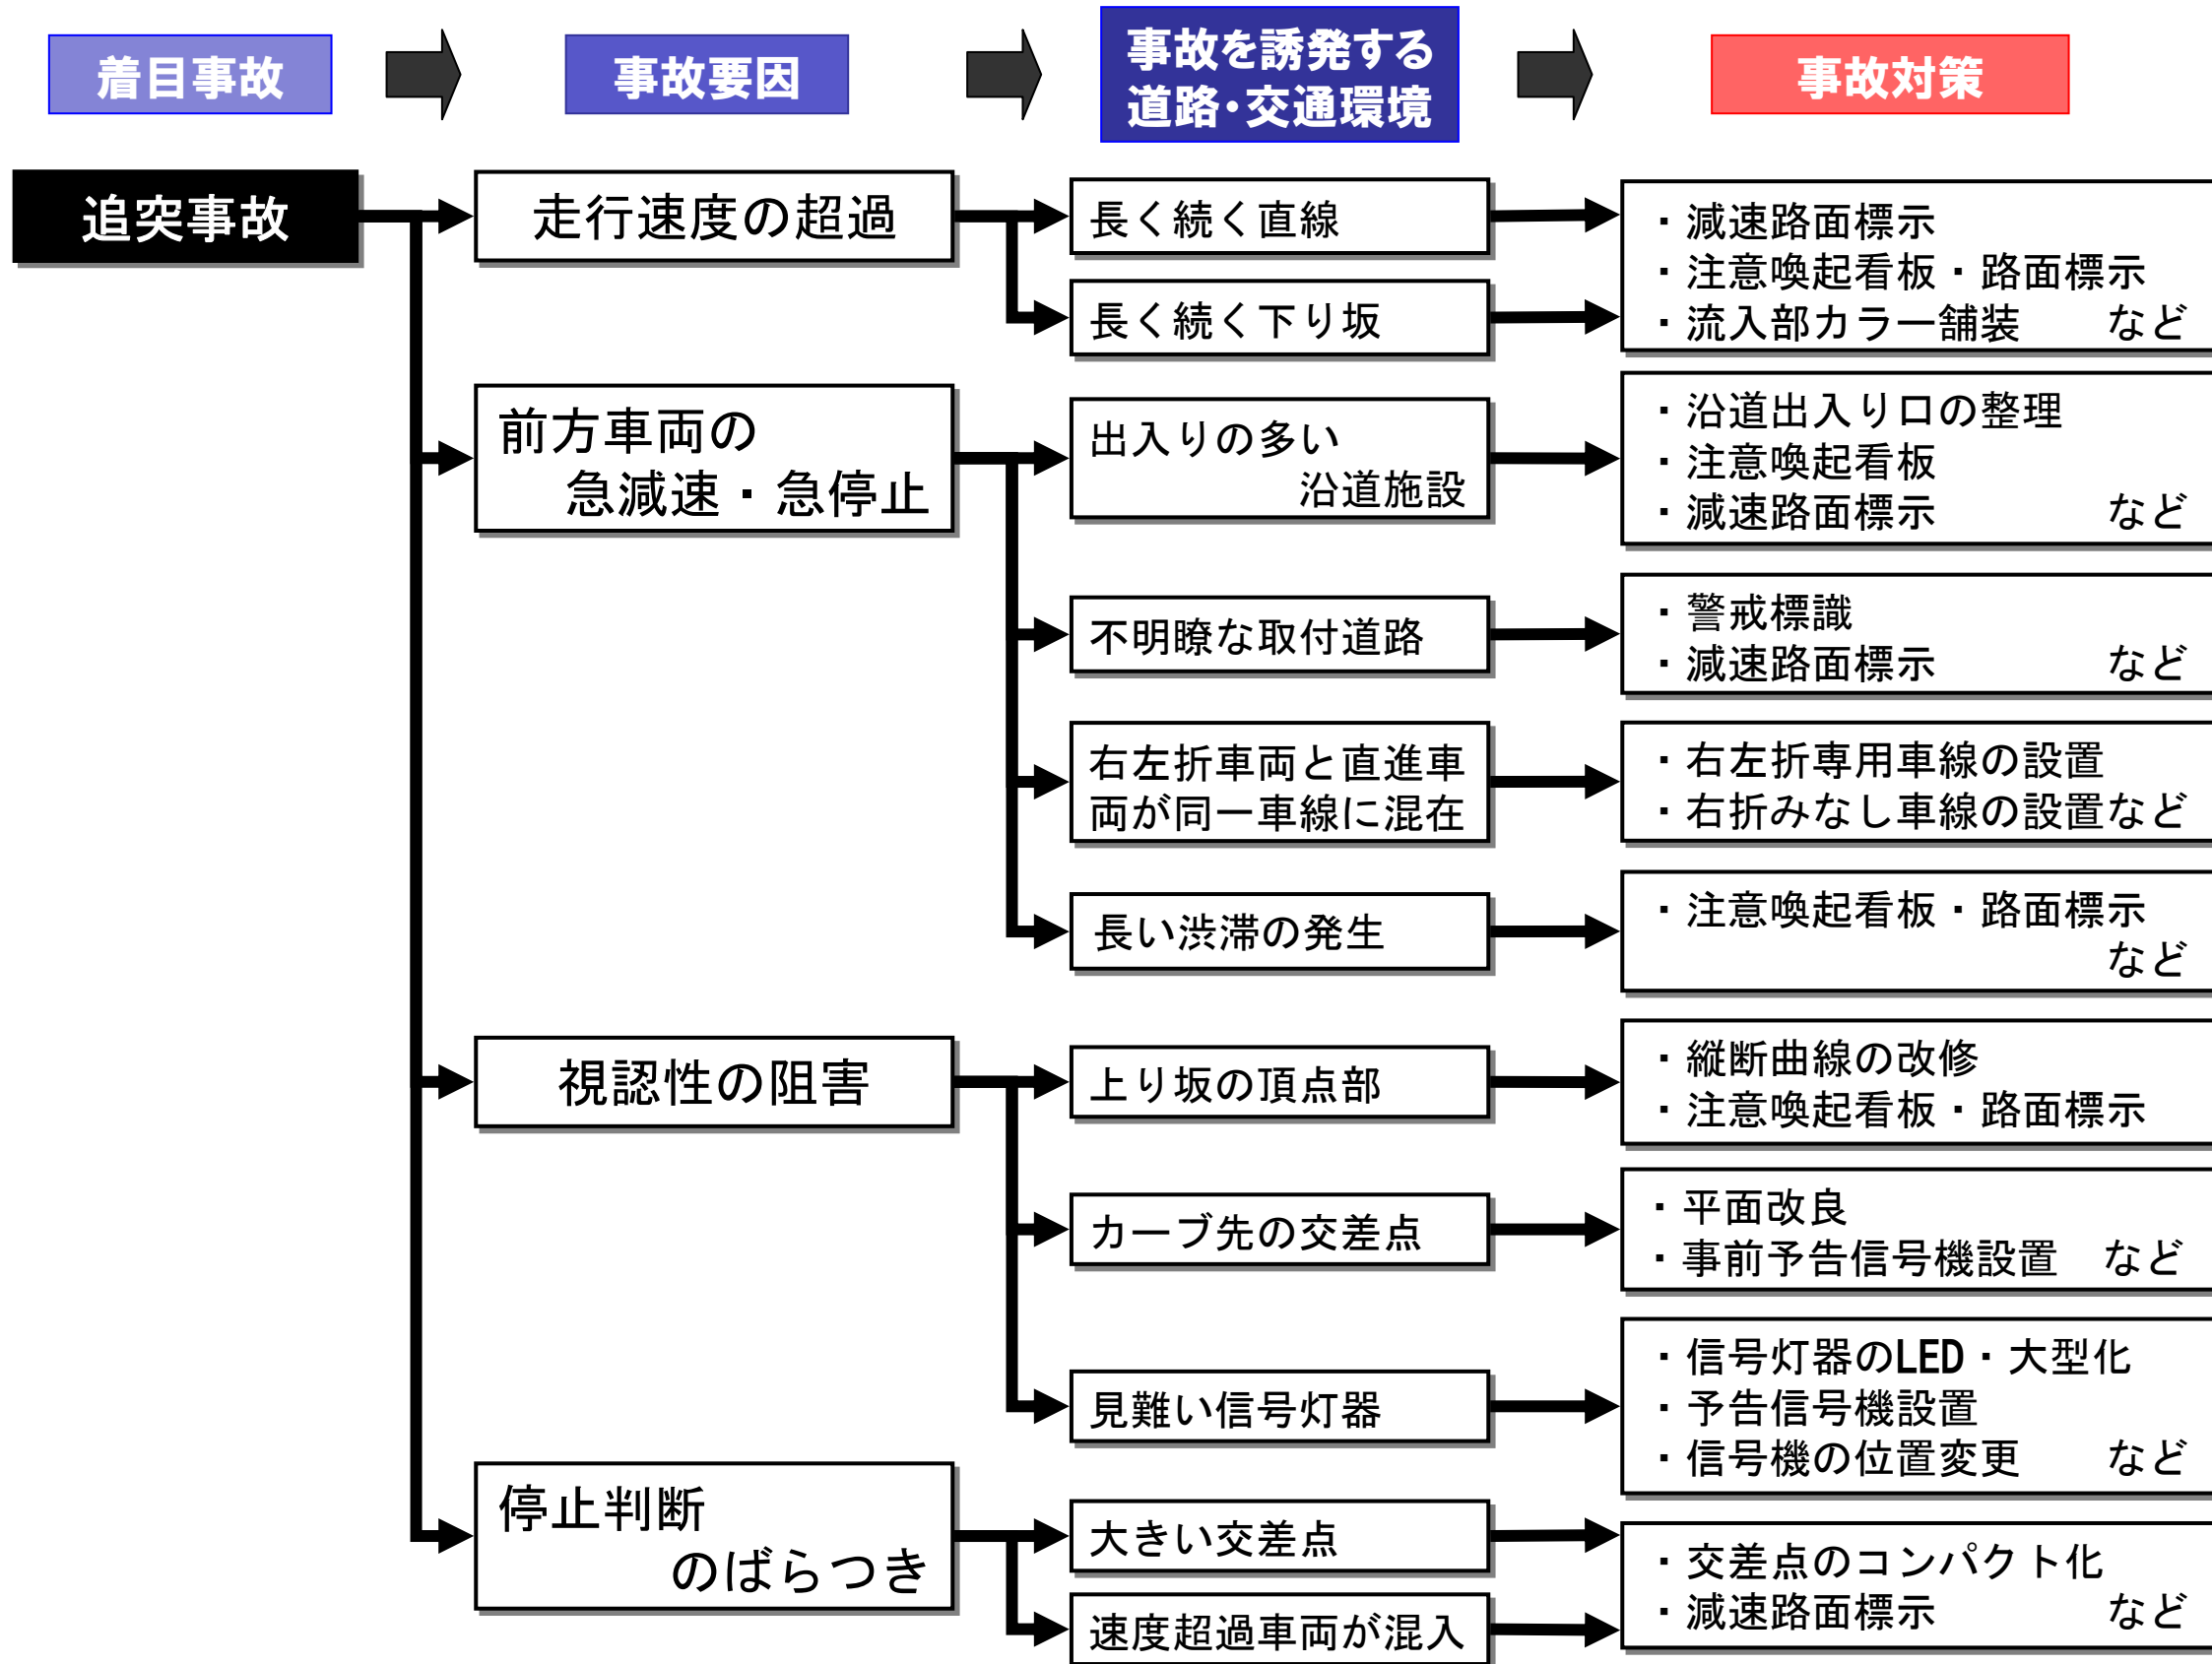 着目事故
事故要因
事故を誘発する
道路・交通環境
事故対策
追突事故
走行速度の超過
長く続く直線
長く続く下り坂
・減速路面標示
・注意喚起看板・路面標示
・流入部カラー舗装　　など
前方車両の
急減速・急停止
出入りの多い
沿道施設
・沿道出入り口の整理
・注意喚起看板
・減速路面標示　　　　など
不明瞭な取付道路
・警戒標識
・減速路面標示　　　　など
右左折車両と直進車
両が同一車線に混在
・右左折専用車線の設置
・右折みなし車線の設置など
長い渋滞の発生
・注意喚起看板・路面標示
など
視認性の阻害
上り坂の頂点部
・縦断曲線の改修
・注意喚起看板・路面標示
カーブ先の交差点
・平面改良
・事前予告信号機設置　など
見難い信号灯器
・信号灯器のLED・大型化
・予告信号機設置
・信号機の位置変更　　など
停止判断
のばらつき
大きい交差点
速度超過車両が混入
・交差点のコンパクト化
・減速路面標示　　　　など